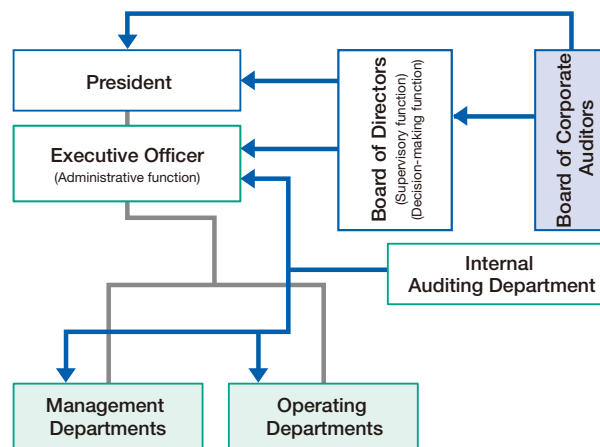 President
Executive Officer
(Administrative function)
Board of Directors
(Supervisory function)
(Decision-making function)
Board of Corporate
Auditors
Internal
Auditing Department
Management
Departments
Operating
Departments